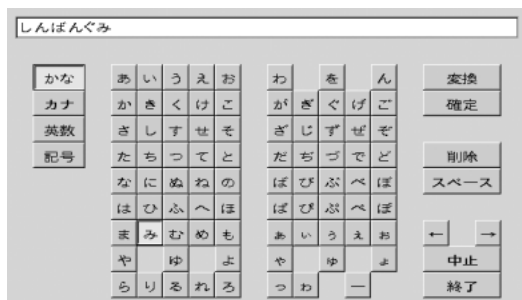 しんばんぐみ
かな あ い う え お わ を ん 変換
カナ か き く け こ が ぎ ぐ げ ご 確定
英数 さ し す せ そ ざ じ ず ぜ ぞ
記号 た ち つ て と だ ぢ づ で ど 削除
な に ぬ ね の ば び ぶ べ ぼ スペース
は ひ ふ へ ほ ぱ ぴ ぷ ぺ ぽ
ま み む め も ぁ ぃ ぅ ぇ ぉ ← →
や ゆ よ ゃ ゅ ょ 中止
ら り る れ ろ っ ゎ ー 終了